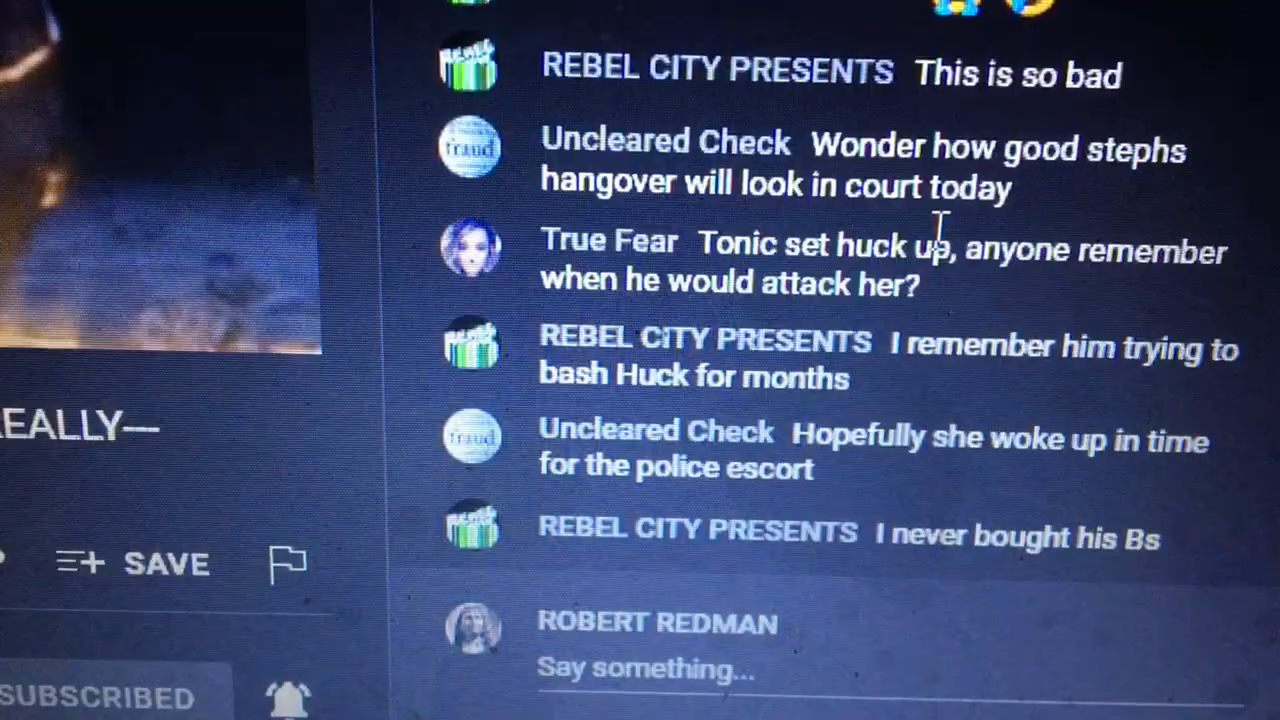 REBEL CITY PRESENTS This is so bad
fraud
Uncleared Check Wonder how good stephs
hangover will look in court today
True Fear Tonic set huck up, anyone remember
when he would attack her?
REBEL CITY PRESENTS I remember him trying to
bash Huck for months
fraud
Uncleared Check Hopefully she woke up in time
for the police escort
REBEL CITY PRESENTS I never bought his Bs
ROBERT REDMAN
Say something...
EALLY—
SAVE
SUBSCRIBED